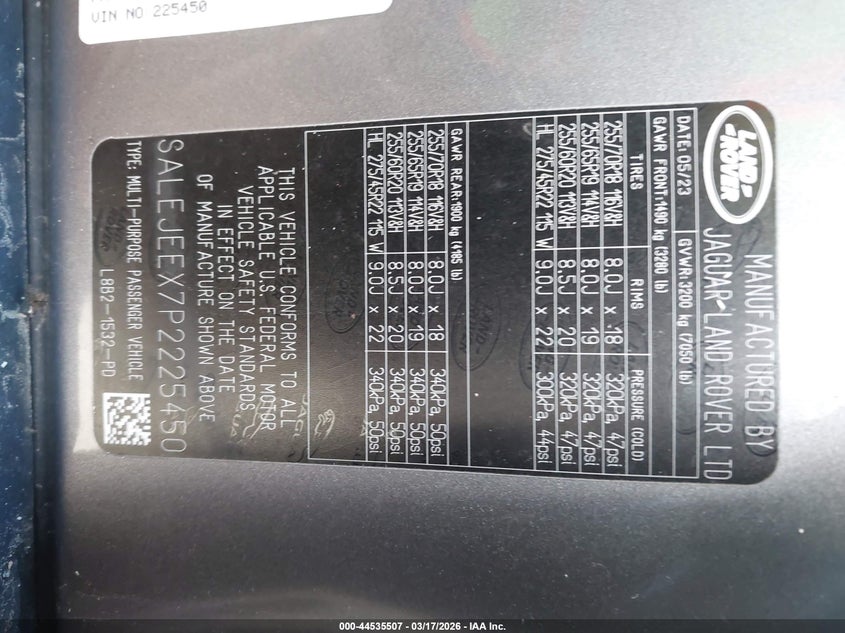 VIN NO 225450
LAND ROVER
MANUFACTURED BY
JAGUAR LAND ROVER LTD
DATE: 05/23 GVWR: 3200 kg (7050 lb)
GAWR FRONT: 1490 kg (3280 lb)
TIRES RIMS PRESSURE (COLD)
255/70R18 116V&H 8.0J x 18 320kPa, 47psi
255/65R19 114V&H 8.0J x 19 320kPa, 47psi
255/60R20 113V&H 8.5J x 20 320kPa, 47psi
HL 275/45R22 115 W 9.0J x 22 300kPa, 44psi
GAWR REAR: 1900 kg (4185 lb)
255/70R18 116V&H 8.0J x 18 340kPa, 50psi
255/65R19 114V&H 8.0J x 19 340kPa, 50psi
255/60R20 113V&H 8.5J x 20 340kPa, 50psi
HL 275/45R22 115 W 9.0J x 22 340kPa, 50psi
THIS VEHICLE CONFORMS TO ALL
APPLICABLE U.S. FEDERAL MOTOR
VEHICLE SAFETY STANDARDS
IN EFFECT ON THE DATE
OF MANUFACTURE SHOWN ABOVE
SALEJEEX7P2225450
TYPE: MULTI-PURPOSE PASSENGER VEHICLE
L8B2-1532-PD
000-44535507 - 03/17/2026 - IAA Inc.